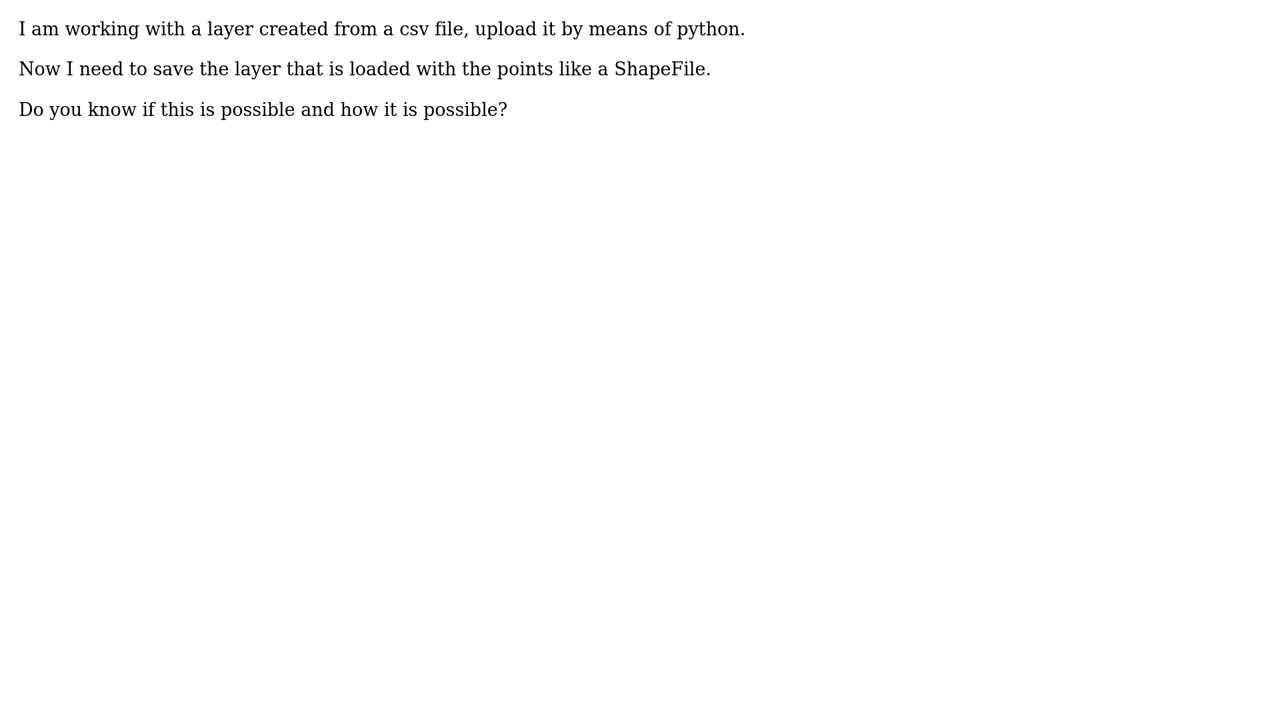 I am working with a layer created from a csv file, upload it by means of python.
Now I need to save the layer that is loaded with the points like a ShapeFile.
Do you know if this is possible and how it is possible?